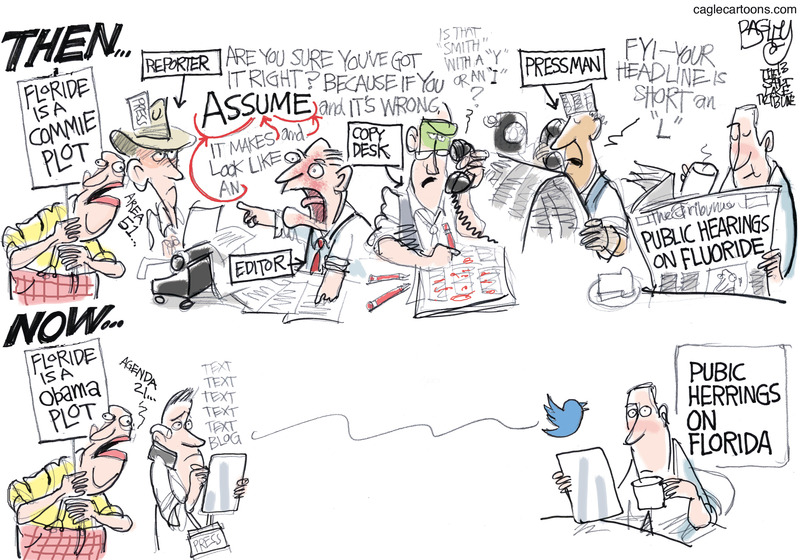 caglecartoons.com
THEN...
BAGLEY
THE SALT LAKE TRIBUNE
FLORIDE
IS A
COMMIE
PLOT
AREA
51...
PRESS
REPORTER
ARE YOU SURE YOU'VE GOT
IT RIGHT? BECAUSE IF YOU
ASSUME and IT'S WRONG,
IT MAKES and
LOOK LIKE
AN
EDITOR
COPY
DESK
IS THAT
"SMITH"
WITH A "Y"
OR AN "I"
?
PRESSMAN
FYI-YOUR
HEADLINE IS
SHORT an
"L"
The Tribune
PUBLIC HEARINGS
ON FLUORIDE
NOW...
FLORIDE
IS A
Obama
PLOT
AGENDA
21...
TEXT
TEXT
TEXT
TEXT
TEXT
BLOG
PRESS
PUBIC
HERRINGS
ON
FLORIDA